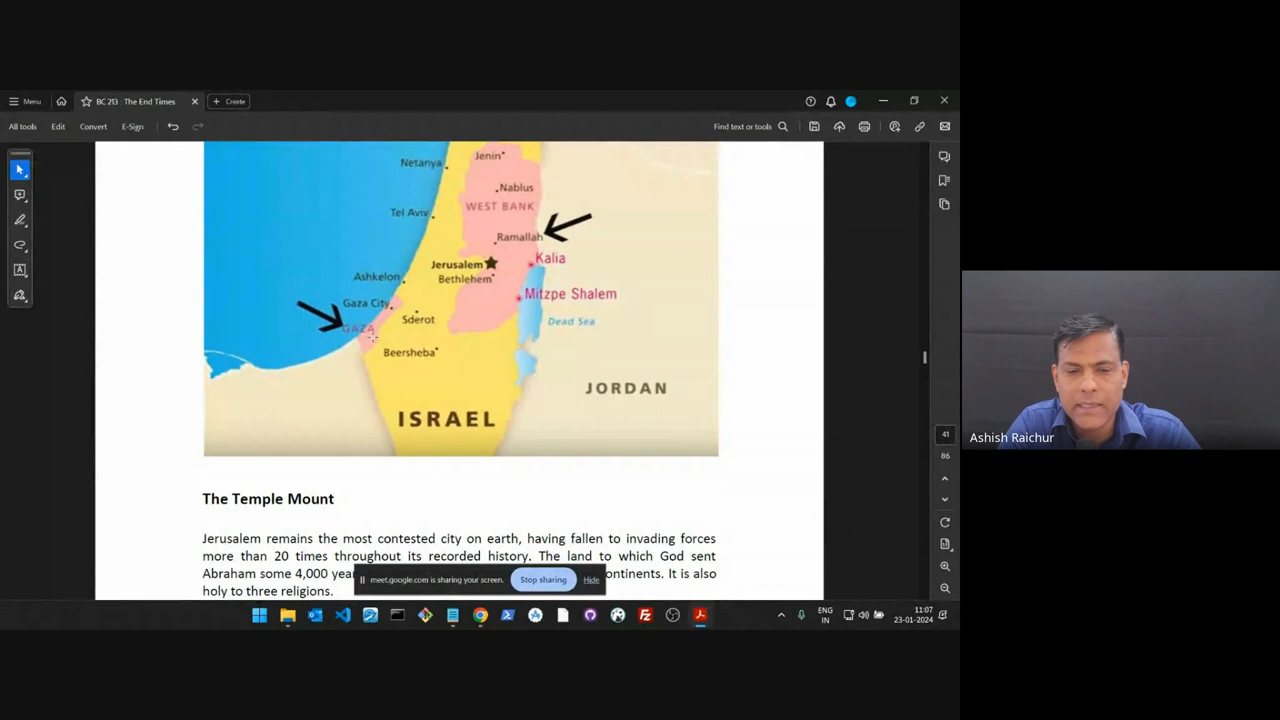 Menu
BC 213 : The End Times
Create
All tools
Edit
Convert
E-Sign
Find text or tools
Netanya
Jenin
Nablus
WEST BANK
Tel Aviv
Ramallah
Kalia
Jerusalem
Bethlehem
Ashkelon
Mitzpe Shalem
Gaza City
Sderot
Dead Sea
GAZA
Beersheba
JORDAN
ISRAEL
The Temple Mount
Jerusalem remains the most contested city on earth, having fallen to invading forces
more than 20 times throughout its recorded history. The land to which God sent
Abraham some 4,000 ontinents. It is also
holy to three religions.
meet.google.com is sharing your screen.
Stop sharing
Hide
41
86
ENG
IN
11:07
23-01-2024
Ashish Raichur